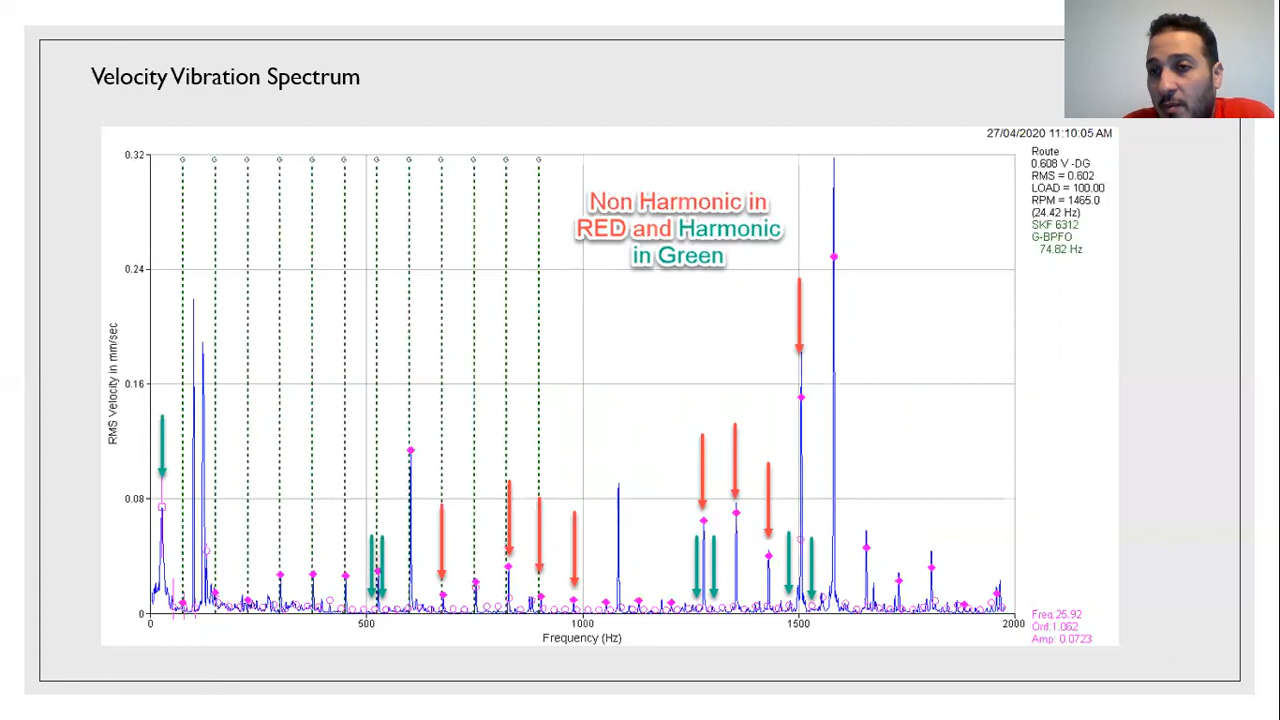 Velocity Vibration Spectrum
27/04/2020 11:10:05 AM
Route
0.608 V -DG
RMS = 0.602
LOAD = 100.00
RPM = 1465.0
(24.42 Hz)
SKF 6312
G-BPFO
74.82 Hz
G G G G G G G G G G G G
Non Harmonic in
RED and Harmonic
in Green
RMS Velocity in mm/sec
0.32
0.24
0.16
0.08
0
0 500 1000 1500 2000
Frequency (Hz)
Freq:25.92
Ord:1.062
Amp: 0.0723